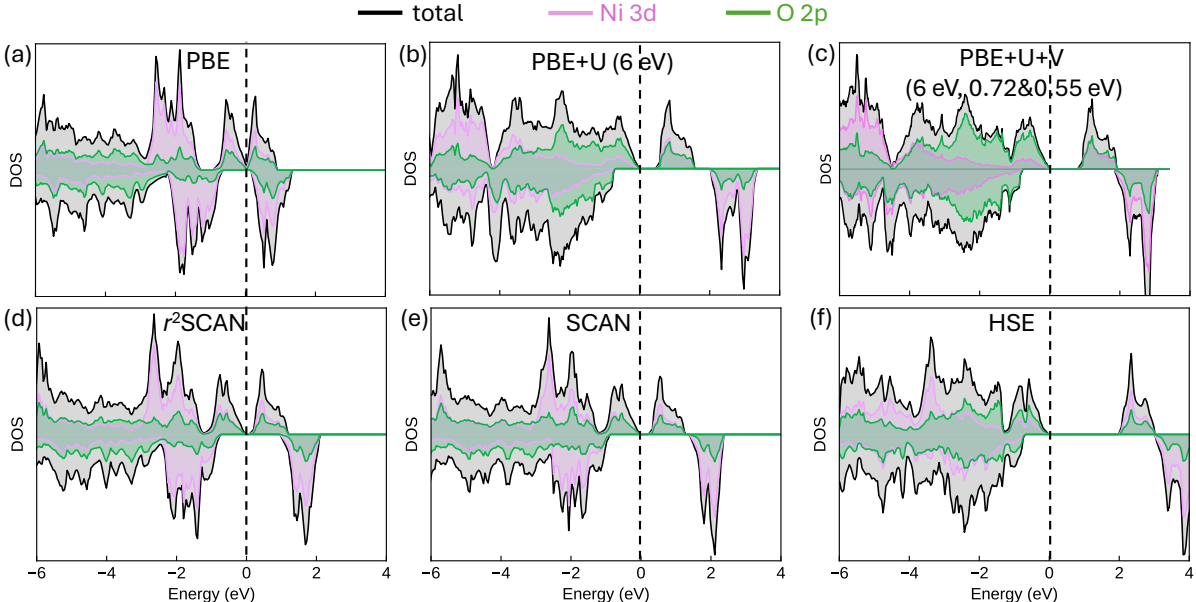 total Ni 3d O 2p
(a) PBE
(b) PBE+U (6 eV)
(c) PBE+U+V
(6 eV, 0.72&0.55 eV)
DOS
DOS
DOS
(d) r²SCAN
(e) SCAN
(f) HSE
DOS
DOS
DOS
−6 −4 −2 0 2 4
−6 −4 −2 0 2 4
−6 −4 −2 0 2 4
Energy (eV)
Energy (eV)
Energy (eV)